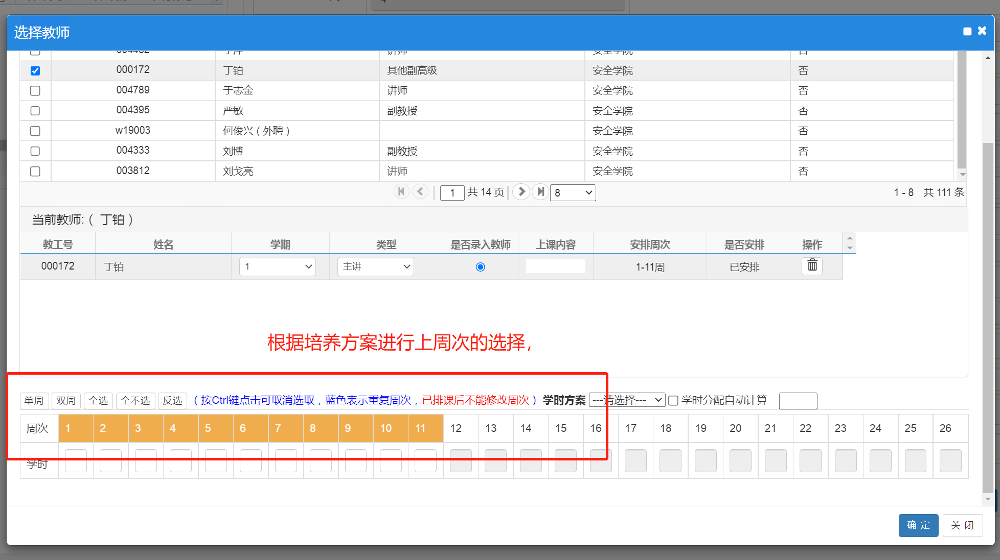 选择教师
000172 丁铂 其他副高级 安全学院 否
004789 于志金 讲师 安全学院 否
004395 严敏 副教授 安全学院 否
w19003 何俊兴（外聘） 安全学院 否
004333 刘博 副教授 安全学院 否
003812 刘戈亮 讲师 安全学院 否
1 共 14 页 8 1 - 8 共 111 条
当前教师:（ 丁铂 ）
教工号 姓名 学期 类型 是否录入教师 上课内容 安排周次 是否安排 操作
000172 丁铂 1 主讲 1-11周 已安排
根据培养方案进行上周次的选择,
单周 双周 全选 全不选 反选 （按Ctrl键点击可取消选取，蓝色表示重复周次，已排课后不能修改周次） 学时方案 ---请选择--- 学时分配自动计算
周次 1 2 3 4 5 6 7 8 9 10 11 12 13 14 15 16 17 18 19 20 21 22 23 24 25 26
学时
确 定 关 闭